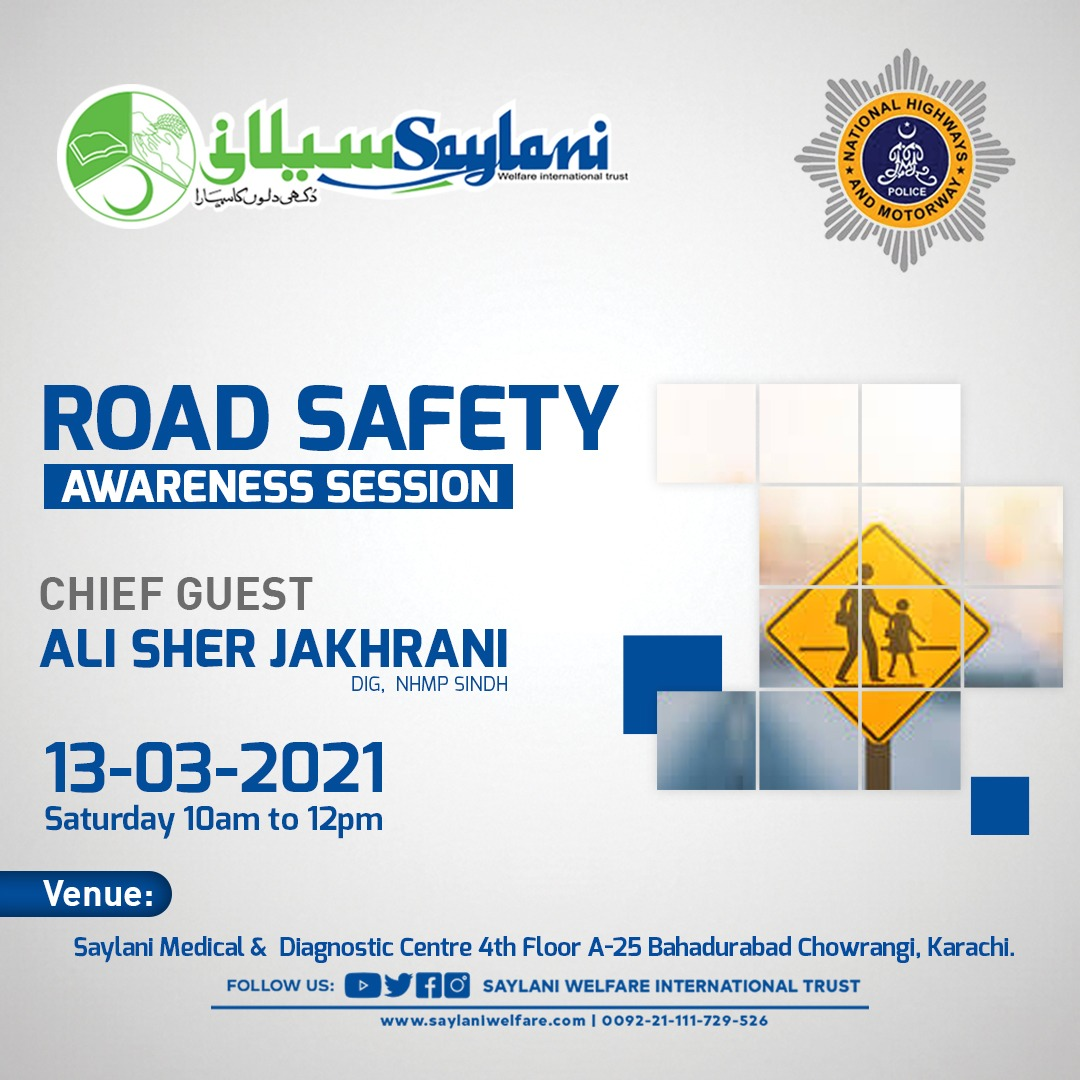 سیلانی Saylani
Welfare international trust
دُکھی دلوں کا سہارا
NATIONAL HIGHWAYS
AND MOTORWAY
POLICE
ROAD SAFETY
AWARENESS SESSION
CHIEF GUEST
ALI SHER JAKHRANI
DIG, NHMP SINDH
13-03-2021
Saturday 10am to 12pm
Venue:
Saylani Medical & Diagnostic Centre 4th Floor A-25 Bahadurabad Chowrangi, Karachi.
FOLLOW US: SAYLANI WELFARE INTERNATIONAL TRUST
www.saylaniwelfare.com | 0092-21-111-729-526